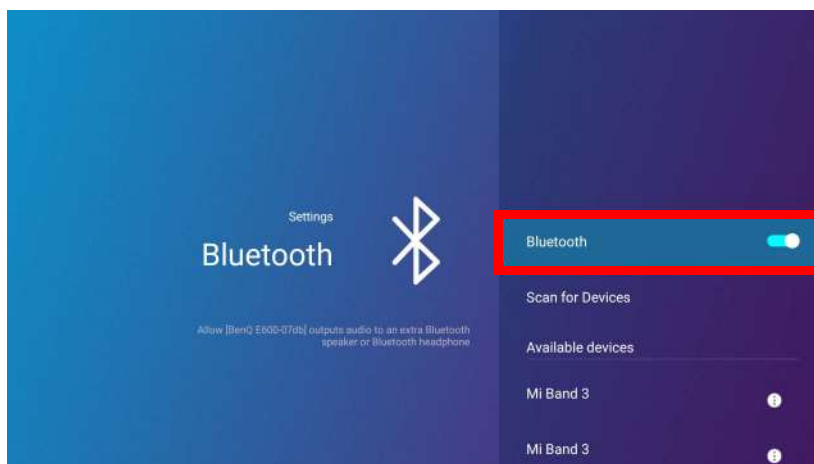 Settings
Bluetooth
Allow [BenQ E600-07db] outputs audio to an extra Bluetooth
speaker or Bluetooth headphone
Bluetooth
Scan for Devices
Available devices
Mi Band 3
Mi Band 3